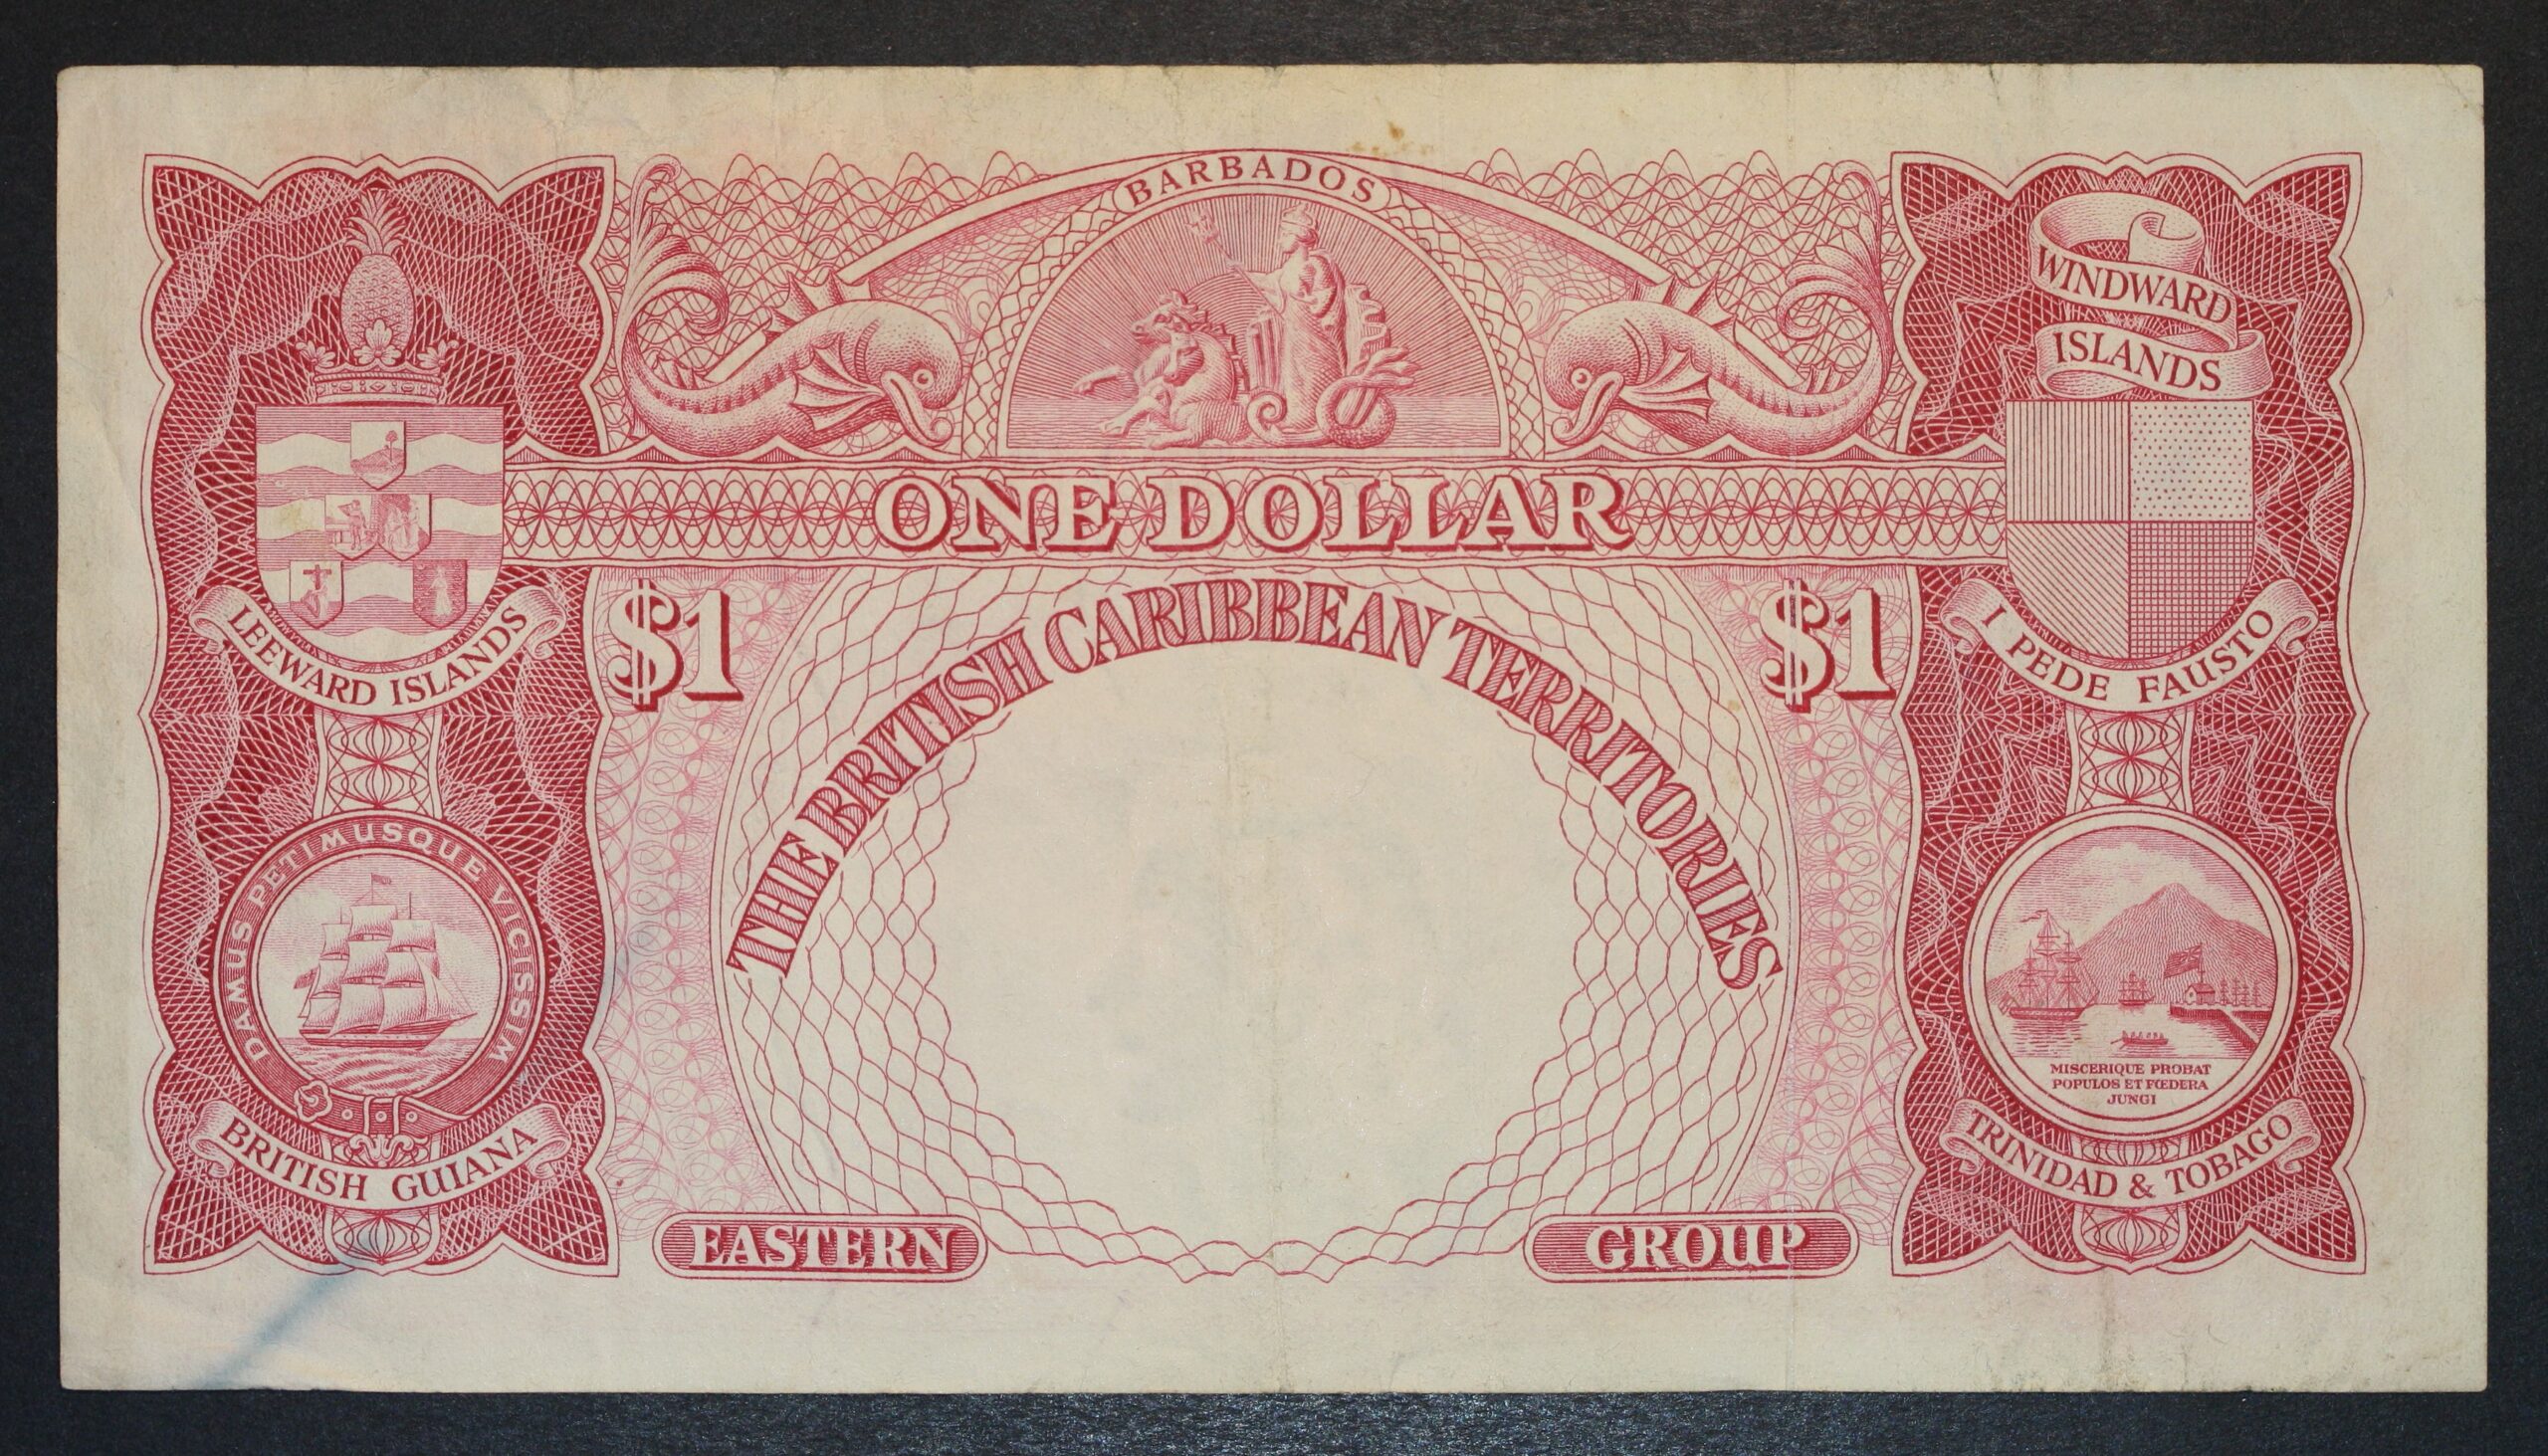 BARBADOS
WINDWARD
ISLANDS
ONE DOLLAR
$1
$1
THE BRITISH CARIBBEAN TERRITORIES
LEEWARD ISLANDS
I PEDE FAUSTO
DAMUS PETIMUSQUE VICISSIM
BRITISH GUIANA
MISCERIQUE PROBAT
POPULOS ET FŒDERA
JUNGI
TRINIDAD & TOBAGO
EASTERN
GROUP